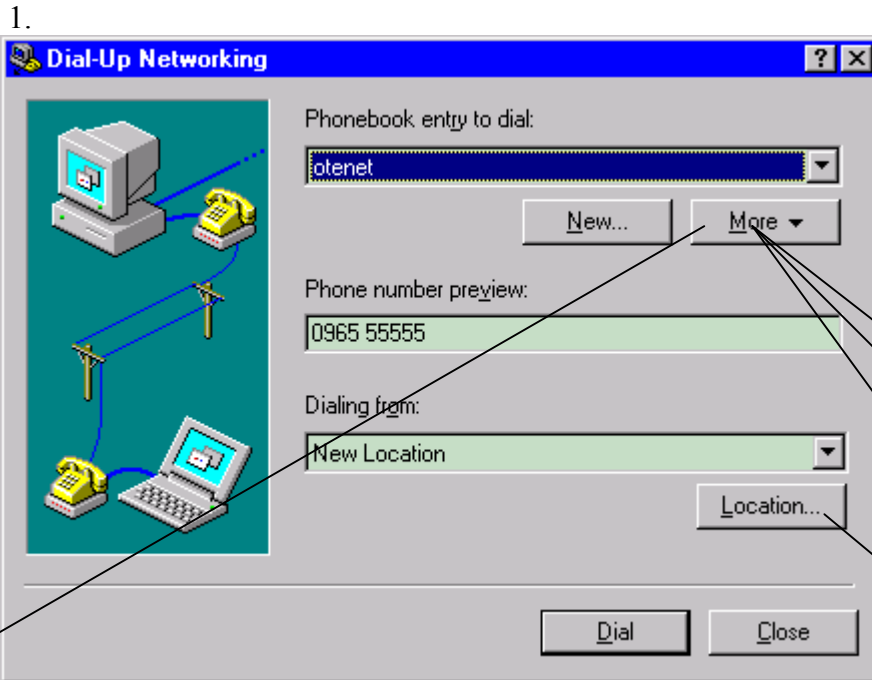 1.
Dial-Up Networking
Phonebook entry to dial:
otenet
New... More
Phone number preview:
0965 55555
Dialing from:
New Location
Location...
Dial Close